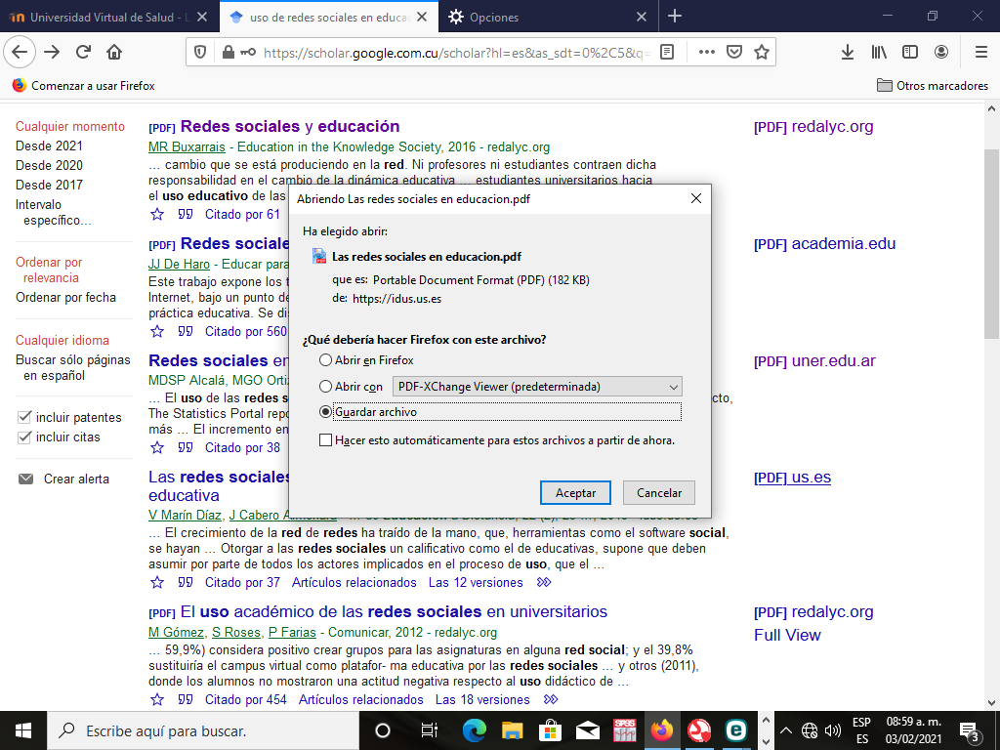 Universidad Virtual de Salud - L
uso de redes sociales en educa
Opciones
https://scholar.google.com.cu/scholar?hl=es&as_sdt=0%2C5&q=
Comenzar a usar Firefox
Otros marcadores
Cualquier momento
Desde 2021
Desde 2020
Desde 2017
Intervalo
específico...
Ordenar por
relevancia
Ordenar por fecha
Cualquier idioma
Buscar sólo páginas
en español
incluir patentes
incluir citas
Crear alerta
[PDF] Redes sociales y educación
MR Buxarrais - Education in the Knowledge Society, 2016 - redalyc.org
… cambio que se está produciendo en la red. Ni profesores ni estudiantes contraen dicha
responsabilidad en el cambio de la dinámica educativa … estudiantes universitarios hacia
el uso educativo de las
Citado por 61
[PDF] redalyc.org
[PDF] Redes sociale
JJ De Haro - Educar para
Este trabajo expone los t
Internet, bajo un punto de
práctica educativa. Se di
Citado por 560
[PDF] academia.edu
Redes sociales en
MDSP Alcalá, MGO Orti
… El uso de las redes s
cto,
The Statistics Portal repo
más … El incremento en
Citado por 38
[PDF] uner.edu.ar
Las redes sociales
educativa
V Marín Díaz, J Cabero Almenara
… El crecimiento de la red de redes ha traído de la mano, que, herramientas como el software social,
se hayan … Otorgar a las redes sociales un calificativo como el de educativas, supone que deben
asumir por parte de todos los actores implicados en el proceso de uso, que el …
Citado por 37 Artículos relacionados Las 12 versiones
[PDF] us.es
[PDF] El uso académico de las redes sociales en universitarios
M Gómez, S Roses, P Farias - Comunicar, 2012 - redalyc.org
… 59,9%) considera positivo crear grupos para las asignaturas en alguna red social; y el 39,8%
sustituiría el campus virtual como platafor- ma educativa por las redes sociales … y otros (2011),
donde los alumnos no mostraron una actitud negativa respecto al uso didáctico de …
Citado por 454 Artículos relacionados Las 18 versiones
[PDF] redalyc.org
Full View
Abriendo Las redes sociales en educacion.pdf
Ha elegido abrir:
Las redes sociales en educacion.pdf
que es: Portable Document Format (PDF) (182 KB)
de: https://idus.us.es
¿Qué debería hacer Firefox con este archivo?
Abrir en Firefox
Abrir con PDF-XChange Viewer (predeterminada)
Guardar archivo
Hacer esto automáticamente para estos archivos a partir de ahora.
Aceptar
Cancelar
Escribe aquí para buscar.
SPSS
ESP
ES
08:59 a. m.
03/02/2021
3